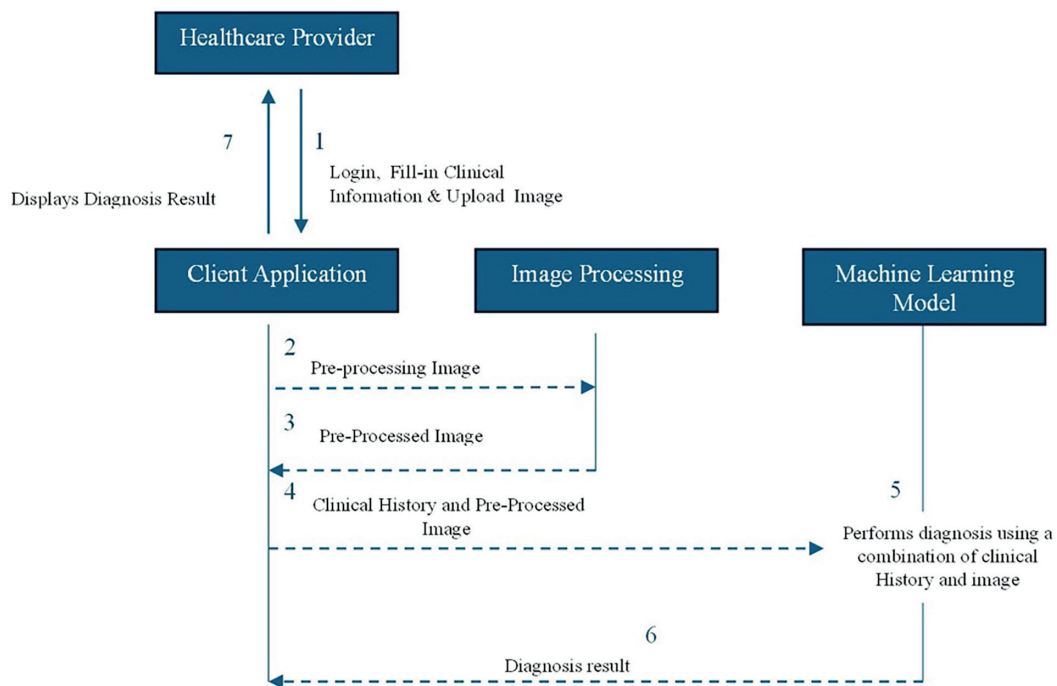 Healthcare Provider
7
1
Login, Fill-in Clinical
Information & Upload Image
Displays Diagnosis Result
Client Application
Image Processing
Machine Learning
Model
2
Pre-processing Image
3
Pre-Processed Image
4
Clinical History and Pre-Processed
Image
5
Performs diagnosis using a
combination of clinical
History and image
6
Diagnosis result